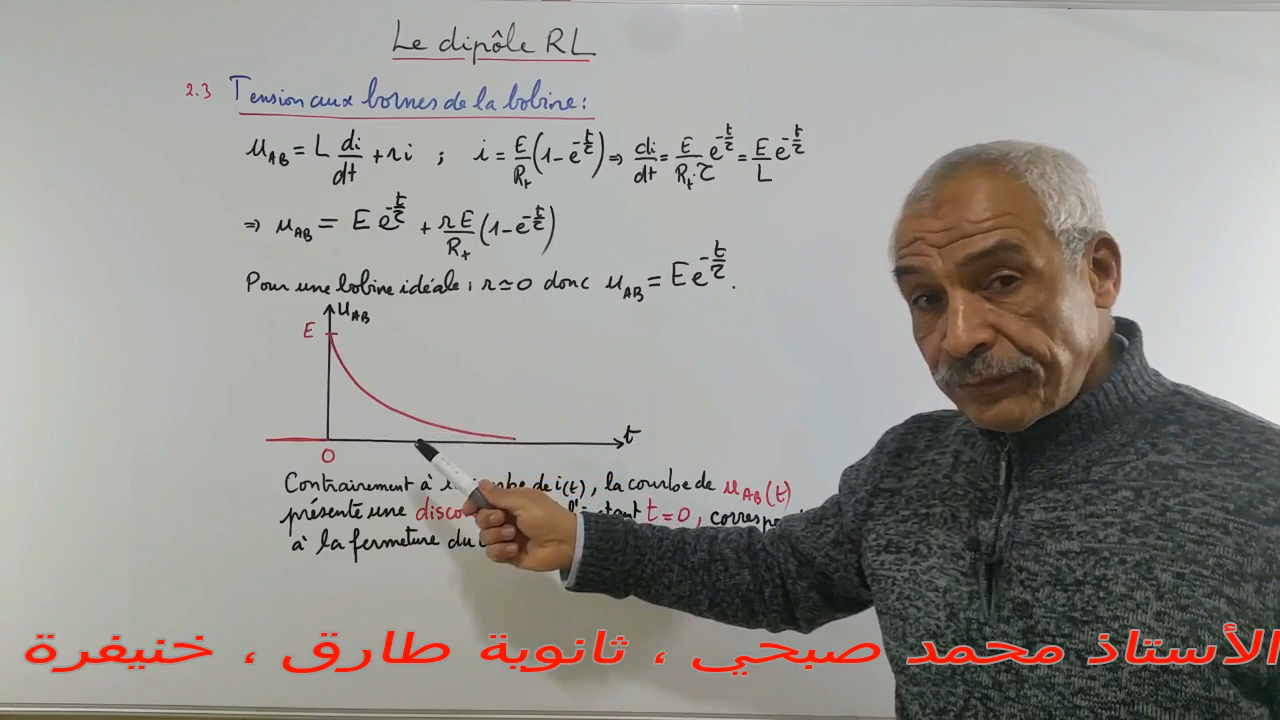 Le dipôle RL
2.3 Tension aux bornes de la bobine :
u_AB = L di/dt + ri ; i = E/R_t (1 - e^(-t/τ)) ⇒ di/dt = E/(R_t·τ) e^(-t/τ) = E/L e^(-t/τ)
⇒ u_AB = E e^(-t/τ) + rE/R_t (1 - e^(-t/τ))
Pour une bobine idéale : r ≃ 0 donc u_AB = E e^(-t/τ).
u_AB
E
t
0
Contrairement à de i(t), la courbe de u_AB(t)
présente une t = 0,
à la fermeture du
الأستاذ محمد صبحي ، ثانوية طارق ، خنيفرة